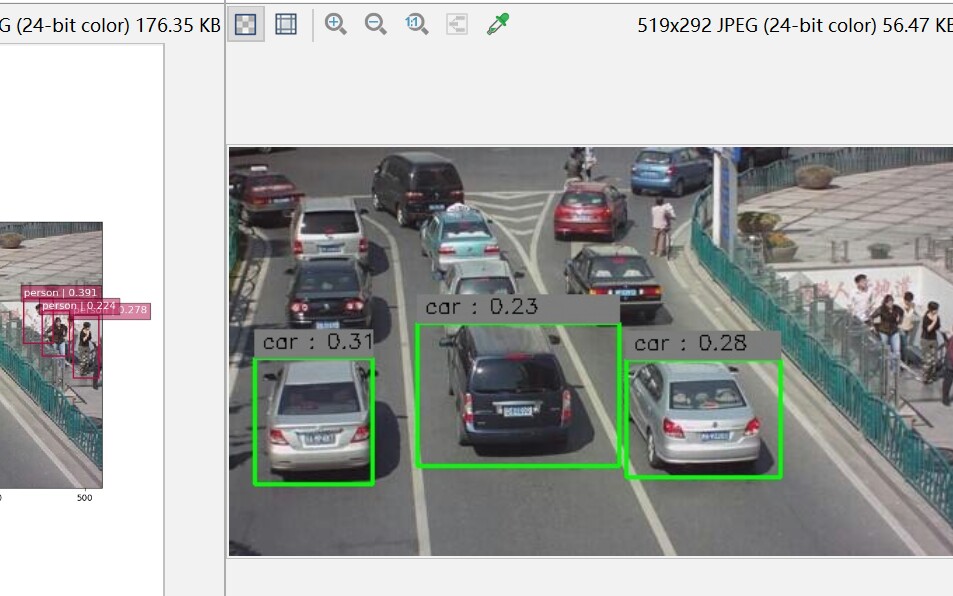 G (24-bit color) 176.35 KB
519x292 JPEG (24-bit color) 56.47 KB
person | 0.391
person | 0.224
0.278
500
car : 0.23
car : 0.31
car : 0.28